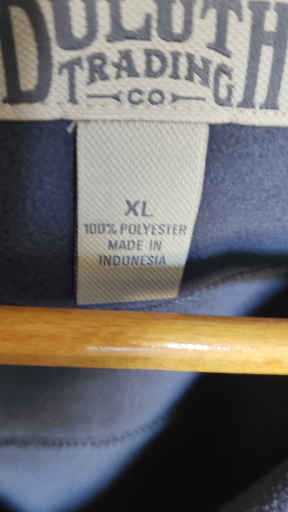 DULUTH
TRADING
CO
XL
100% POLYESTER
MADE IN
INDONESIA